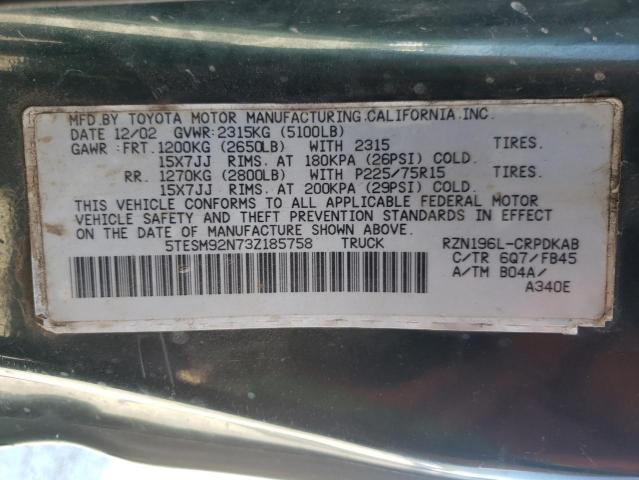 MFD.BY TOYOTA MOTOR MANUFACTURING.CALIFORNIA.INC.
DATE 12/02 GVWR:2315KG (5100LB)
GAWR : FRT. 1200KG (2650LB) WITH 2315 TIRES.
15X7JJ RIMS. AT 180KPA (26PSI) COLD.
RR. 1270KG (2800LB) WITH P225/75R15 TIRES.
15X7JJ RIMS. AT 200KPA (29PSI) COLD.
THIS VEHICLE CONFORMS TO ALL APPLICABLE FEDERAL MOTOR
VEHICLE SAFETY AND THEFT PREVENTION STANDARDS IN EFFECT
ON THE DATE OF MANUFACTURE SHOWN ABOVE.
5TESM92N73Z185758 TRUCK RZN196L-CRPDKAB
C/TR 6Q7/FB45
A/TM B04A/
A340E